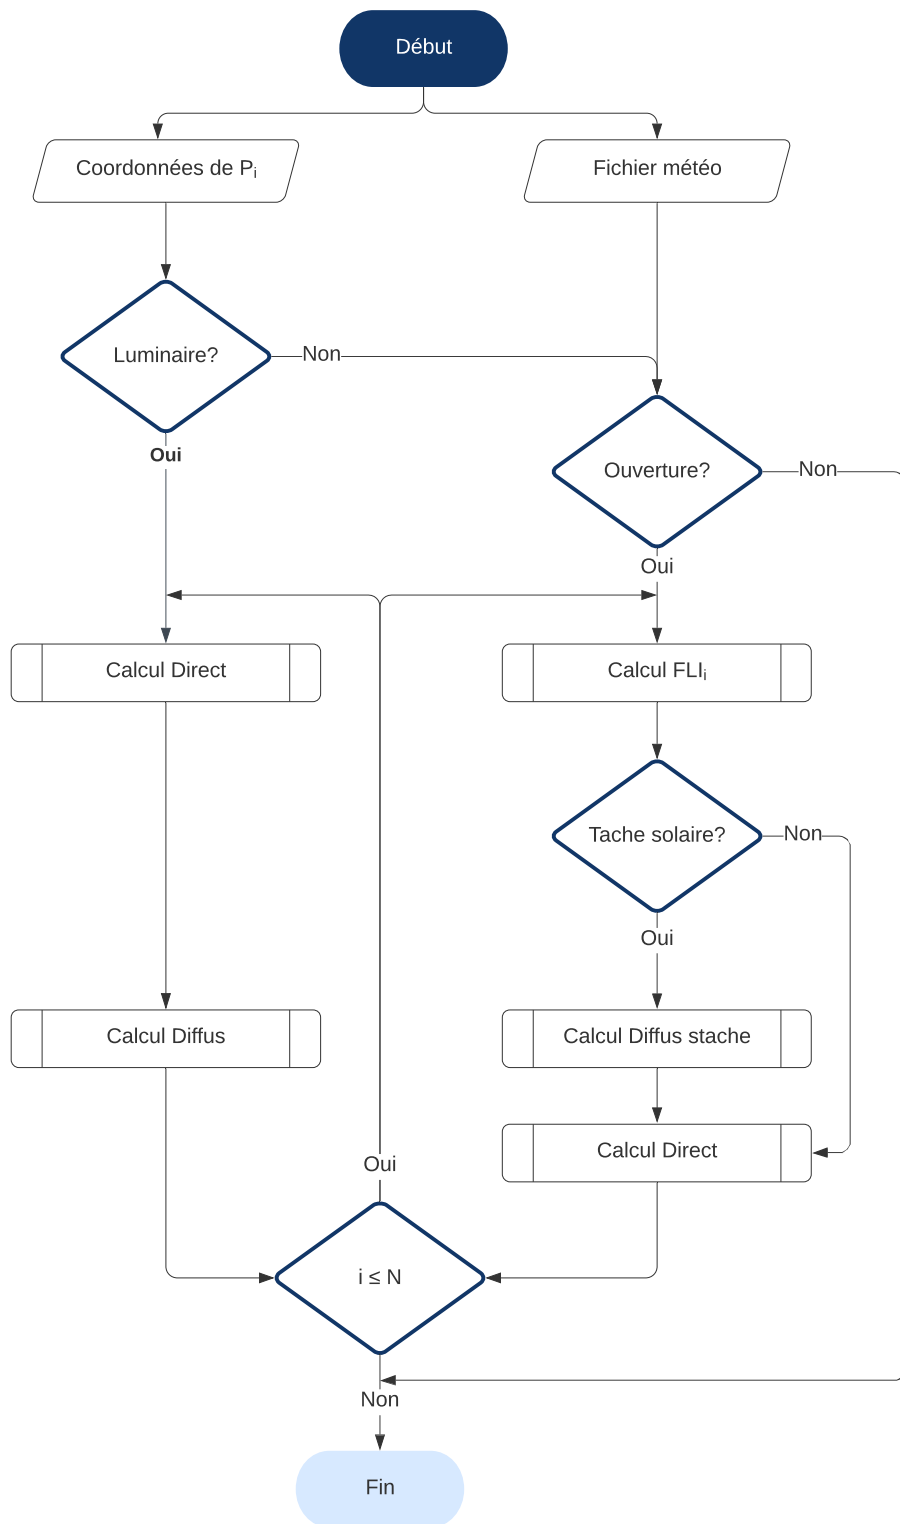 Début
Coordonnées de Pᵢ
Fichier météo
Luminaire?
Non
Oui
Ouverture?
Non
Oui
Calcul Direct
Calcul FLIᵢ
Tache solaire?
Non
Oui
Calcul Diffus
Calcul Diffus stache
Calcul Direct
Oui
i ≤ N
Non
Fin